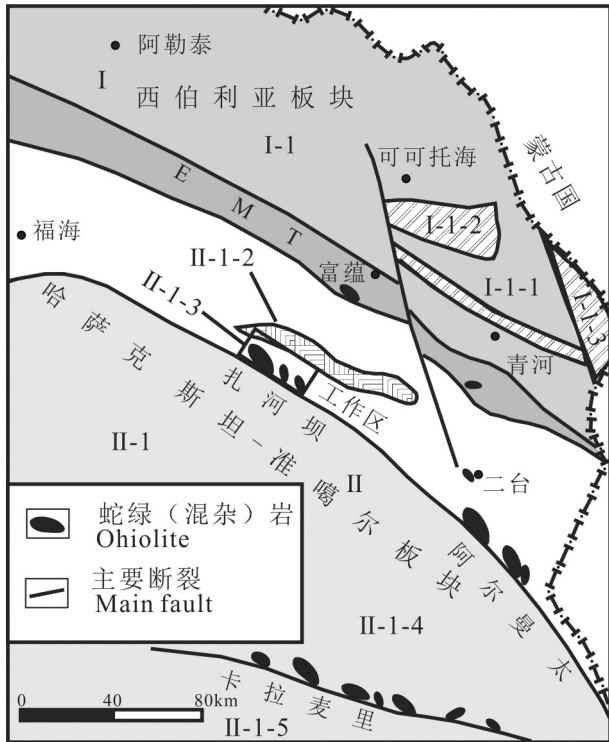 阿勒泰
I
西伯利亚板块
I-1
可可托海
蒙古国
EMT
I-1-2
福海
II-1-2
富蕴
I-1-1
I-1-3
II-1-3
青河
哈萨克斯坦–准噶尔板块
扎河坝
工作区
II-1
II
二台
蛇绿（混杂）岩
Ohiolite
主要断裂
Main fault
阿尔曼太
II-1-4
0 40 80km
卡拉麦里
II-1-5